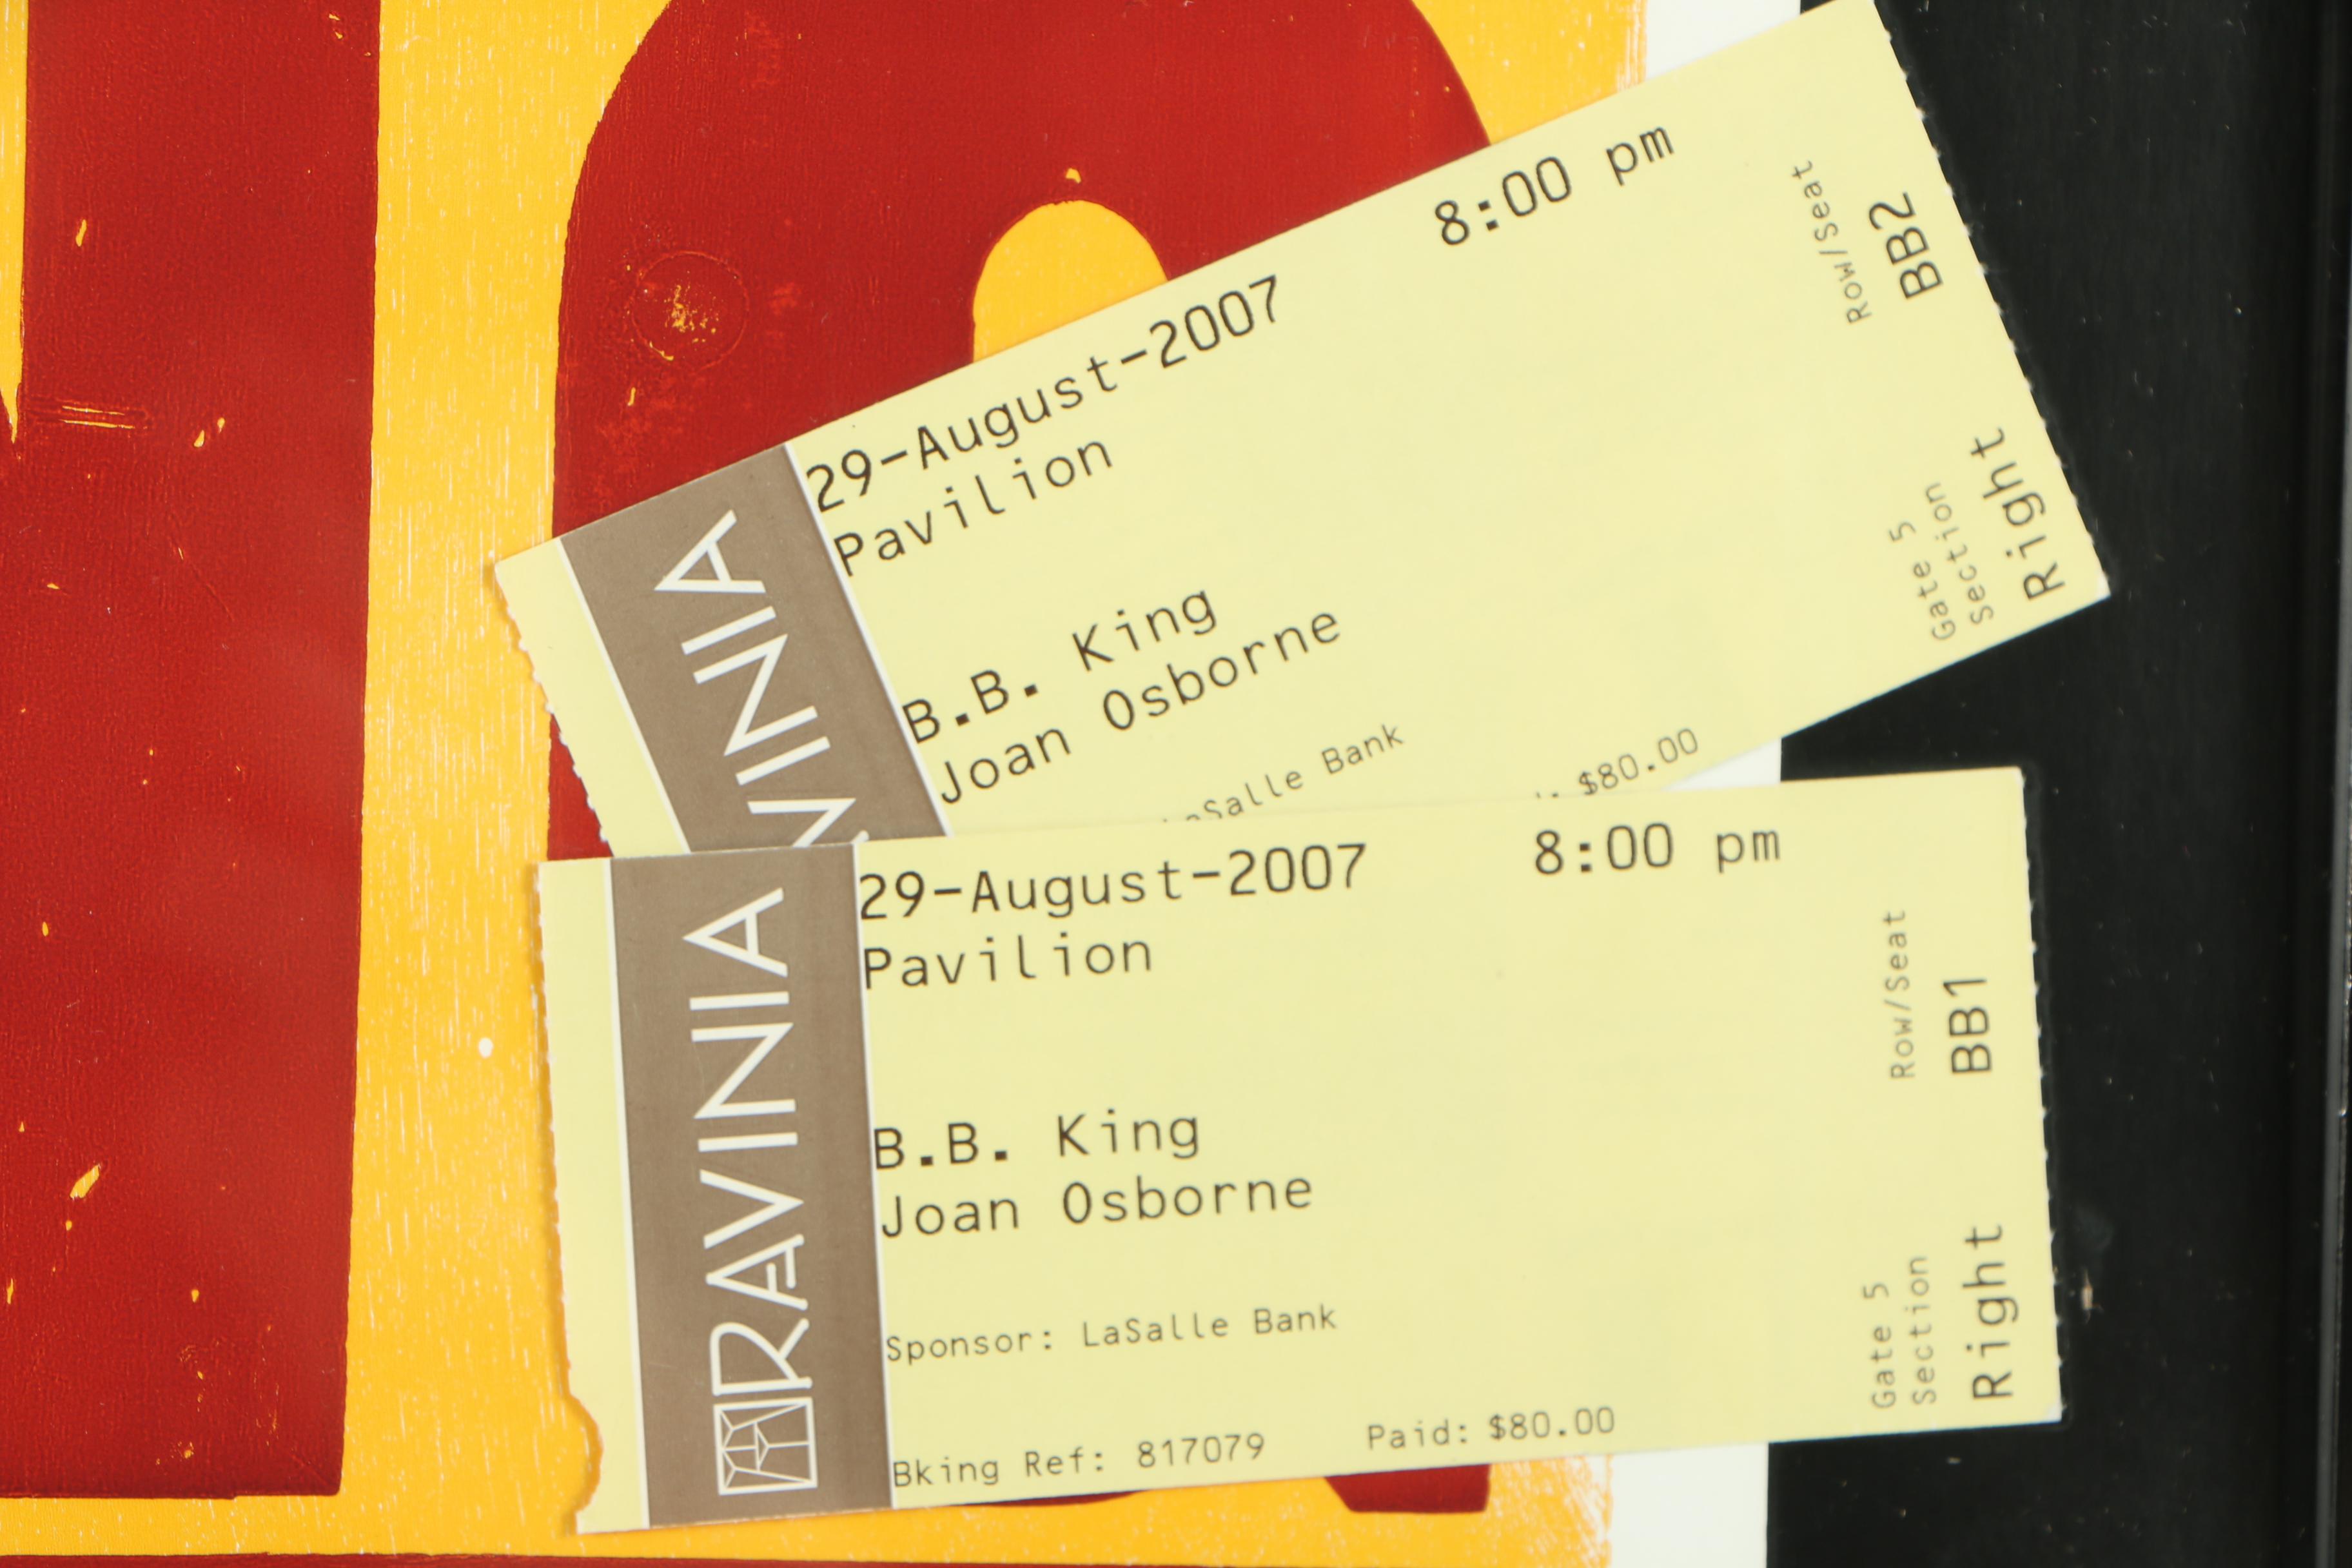 29-August-2007 8:00 pm
Pavilion
B.B. King
Joan Osborne
LaSalle Bank
$80.00
RAVINIA
Row/Seat
BB2
Gate 5
Section
Right
29-August-2007 8:00 pm
Pavilion
B.B. King
Joan Osborne
Sponsor: LaSalle Bank
Bking Ref: 817079 Paid: $80.00
RAVINIA
Row/Seat
BB1
Gate 5
Section
Right